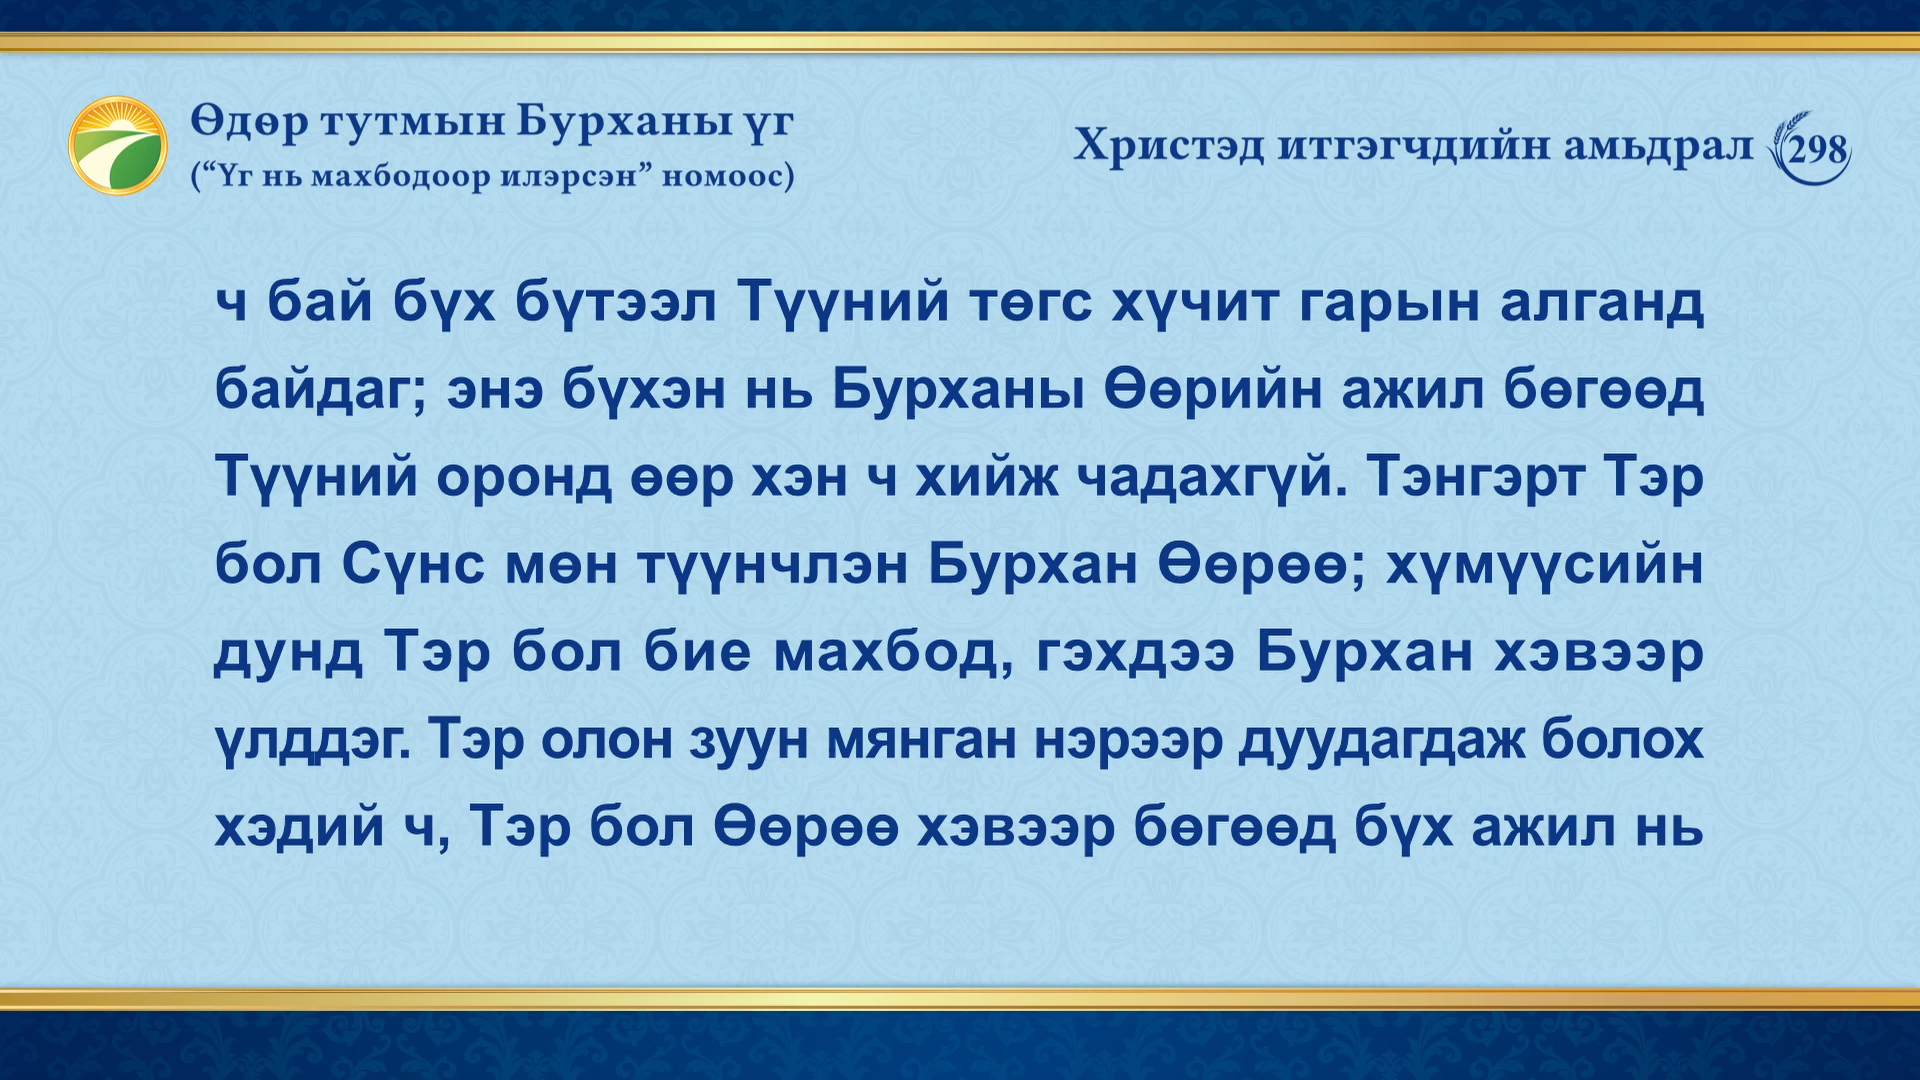 Өдөр тутмын Бурханы үг
(“Үг нь махбодоор илэрсэн” номоос)
Христэд итгэгчдийн амьдрал 298
ч бай бүх бүтээл Түүний төгс хүчит гарын алганд
байдаг; энэ бүхэн нь Бурханы Өөрийн ажил бөгөөд
Түүний оронд өөр хэн ч хийж чадахгүй. Тэнгэрт Тэр
бол Сүнс мөн түүнчлэн Бурхан Өөрөө; хүмүүсийн
дунд Тэр бол бие махбод, гэхдээ Бурхан хэвээр
үлддэг. Тэр олон зуун мянган нэрээр дуудагдаж болох
хэдий ч, Тэр бол Өөрөө хэвээр бөгөөд бүх ажил нь